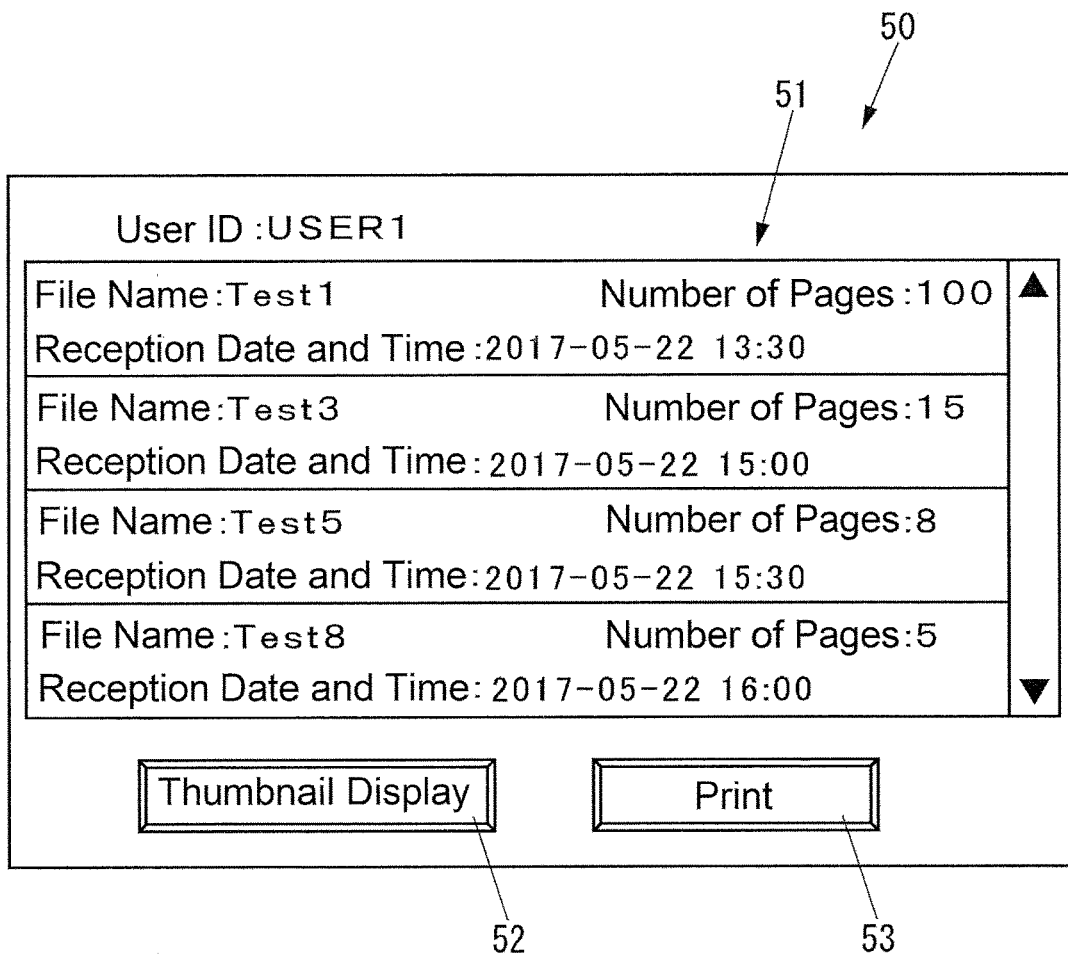 50
51
User ID :USER1
File Name:Test1 Number of Pages :100
Reception Date and Time :2017-05-22 13:30
File Name:Test3 Number of Pages:15
Reception Date and Time: 2017-05-22 15:00
File Name:Test5 Number of Pages:8
Reception Date and Time:2017-05-22 15:30
File Name:Test8 Number of Pages:5
Reception Date and Time: 2017-05-22 16:00
Thumbnail Display Print
52 53